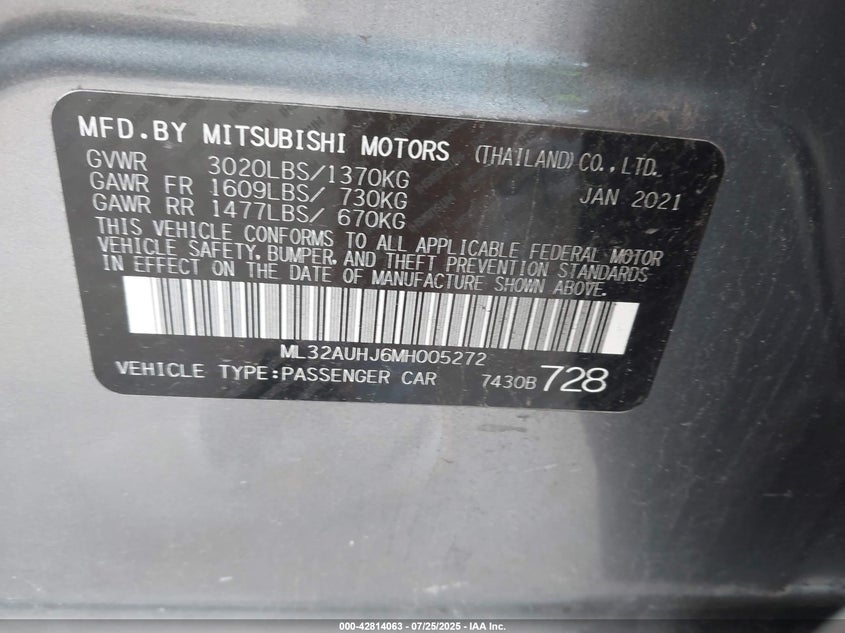 MFD.BY MITSUBISHI MOTORS (THAILAND) CO., LTD.
GVWR 3020LBS/1370KG JAN 2021
GAWR FR 1609LBS/ 730KG
GAWR RR 1477LBS/ 670KG
THIS VEHICLE CONFORMS TO ALL APPLICABLE FEDERAL MOTOR
VEHICLE SAFETY, BUMPER, AND THEFT PREVENTION STANDARDS
IN EFFECT ON THE DATE OF MANUFACTURE SHOWN ABOVE.
ML32AUHJ6MH005272
VEHICLE TYPE:PASSENGER CAR 7430B 728
000-42814063 - 07/25/2025 - IAA Inc.